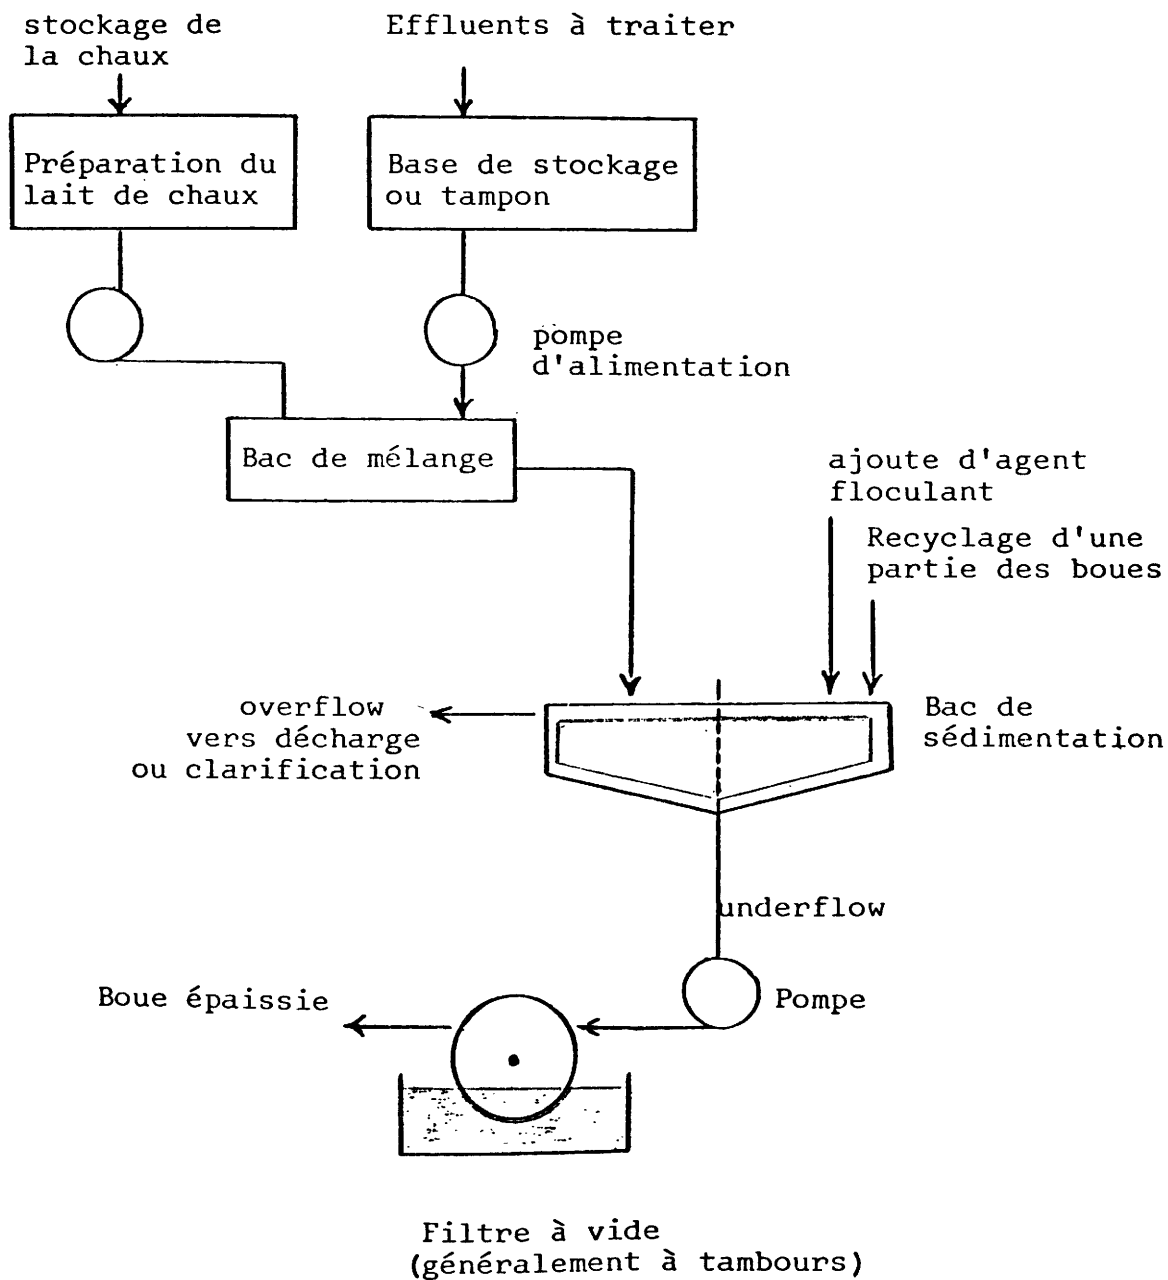 stockage de
la chaux
Effluents à traiter
Préparation du
lait de chaux
Base de stockage
ou tampon
pompe
d'alimentation
Bac de mélange
ajoute d'agent
floculant
Recyclage d'une
partie des boues
overflow
vers décharge
ou clarification
Bac de
sédimentation
underflow
Boue épaissie
Pompe
Filtre à vide
(généralement à tambours)